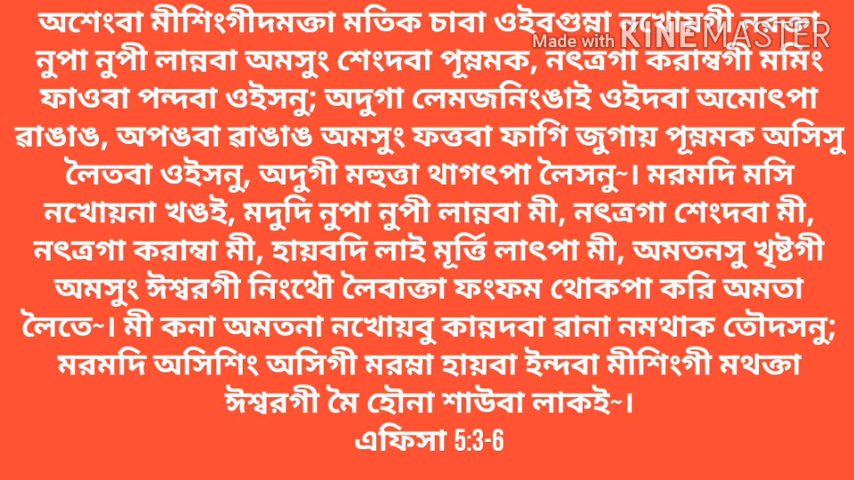 অশেংবা মীশিংগীদমক্তা মতিক চাবা ওইবগুম্না নখোয়গী নরক্তা
Made with KINEMASTER
নুপা নুপী লান্নবা অমসুং শেংদবা পূম্নমক, নৎত্রগা করাম্বগী মমিং
ফাওবা পন্দবা ওইসনু; অদুগা লেমজনিংঙাই ওইদবা অমোৎপা
ৱাঙাঙ, অপঙবা ৱাঙাঙ অমসুং ফত্তবা ফাগি জুগায় পূম্নমক অসিসু
লৈতবা ওইসনু, অদুগী মহুত্তা থাগৎপা লৈসনু~। মরমদি মসি
নখোয়না খঙই, মদুদি নুপা নুপী লান্নবা মী, নৎত্রগা শেংদবা মী,
নৎত্রগা করাম্বা মী, হায়বদি লাই মূর্ত্তি লাৎপা মী, অমতনসু খৃষ্টগী
অমসুং ঈশ্বরগী নিংথৌ লৈবাক্তা ফংফম থোকপা করি অমতা
লৈতে~। মী কনা অমতনা নখোয়বু কান্নদবা ৱানা নমথাক তৌদসনু;
মরমদি অসিশিং অসিগী মরম্না হায়বা ইন্দবা মীশিংগী মথক্তা
ঈশ্বরগী মৈ হৌনা শাউবা লাকই~।
এফিসা 5:3-6